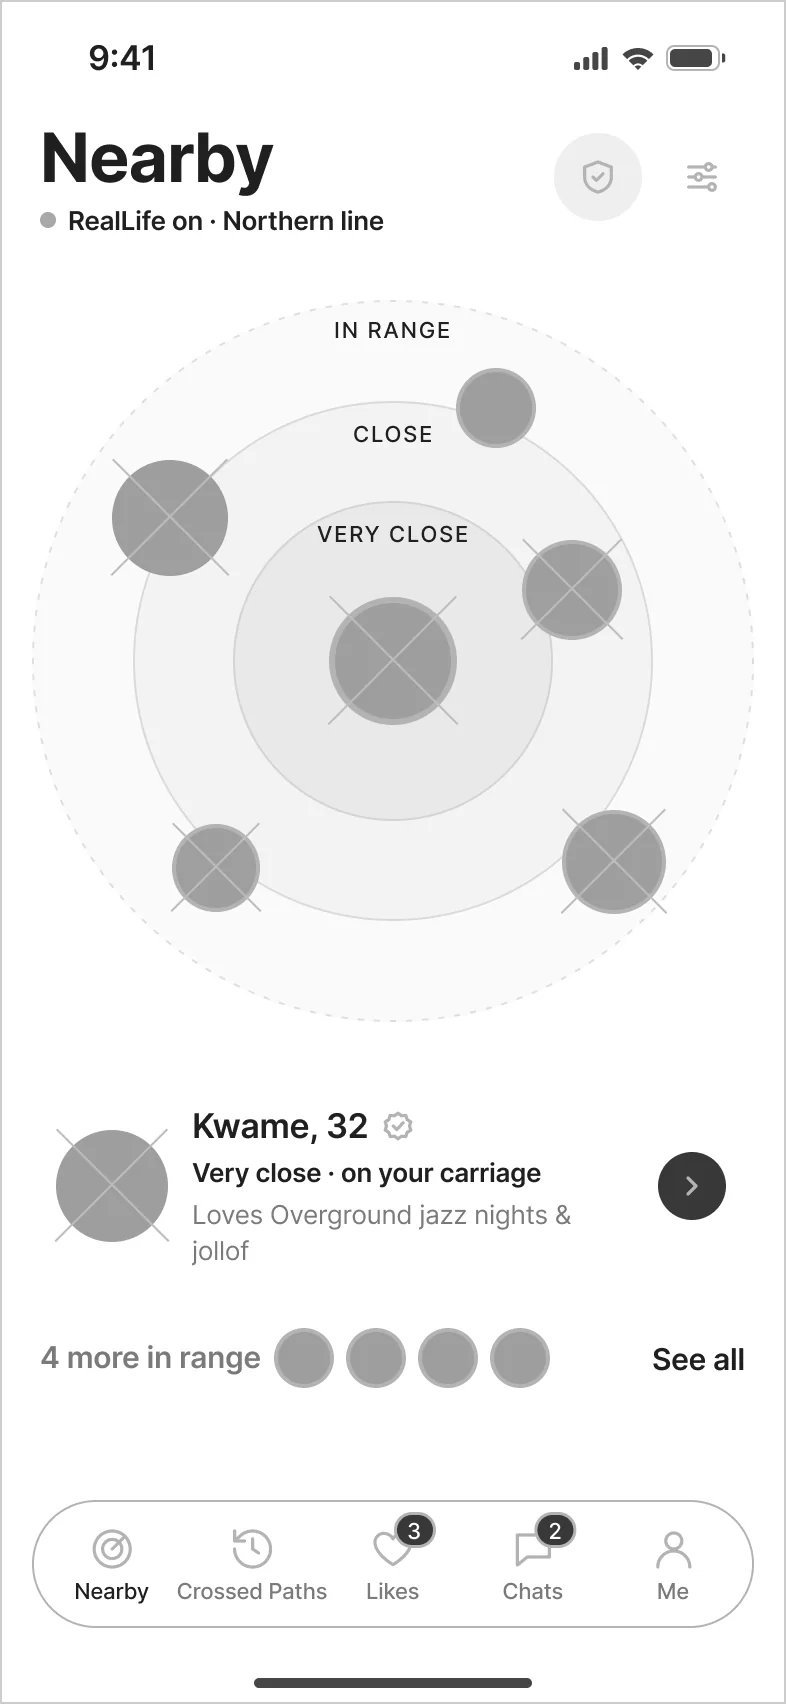 9:41
Nearby
RealLife on · Northern line
IN RANGE
CLOSE
VERY CLOSE
Kwame, 32
Very close · on your carriage
Loves Overground jazz nights &
jollof
4 more in range
See all
3
2
Nearby
Crossed Paths
Likes
Chats
Me